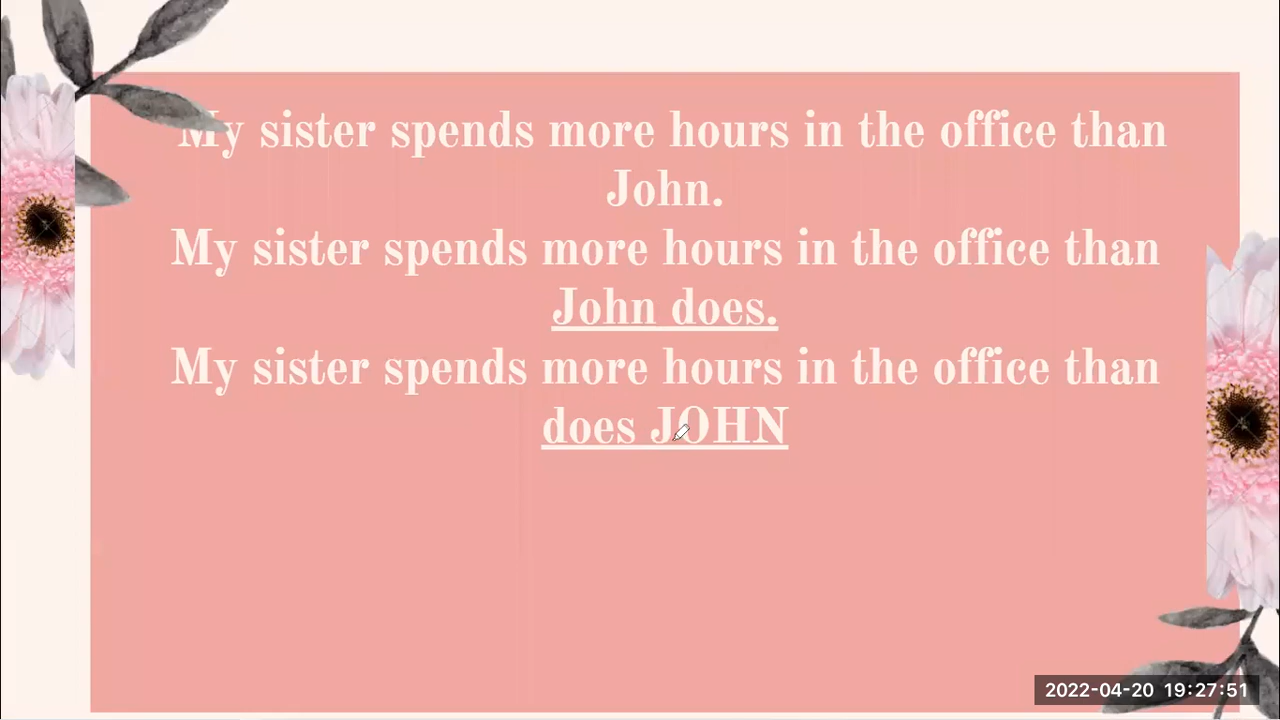 My sister spends more hours in the office than
John.
My sister spends more hours in the office than
John does.
My sister spends more hours in the office than
does JOHN
2022-04-20 19:27:51